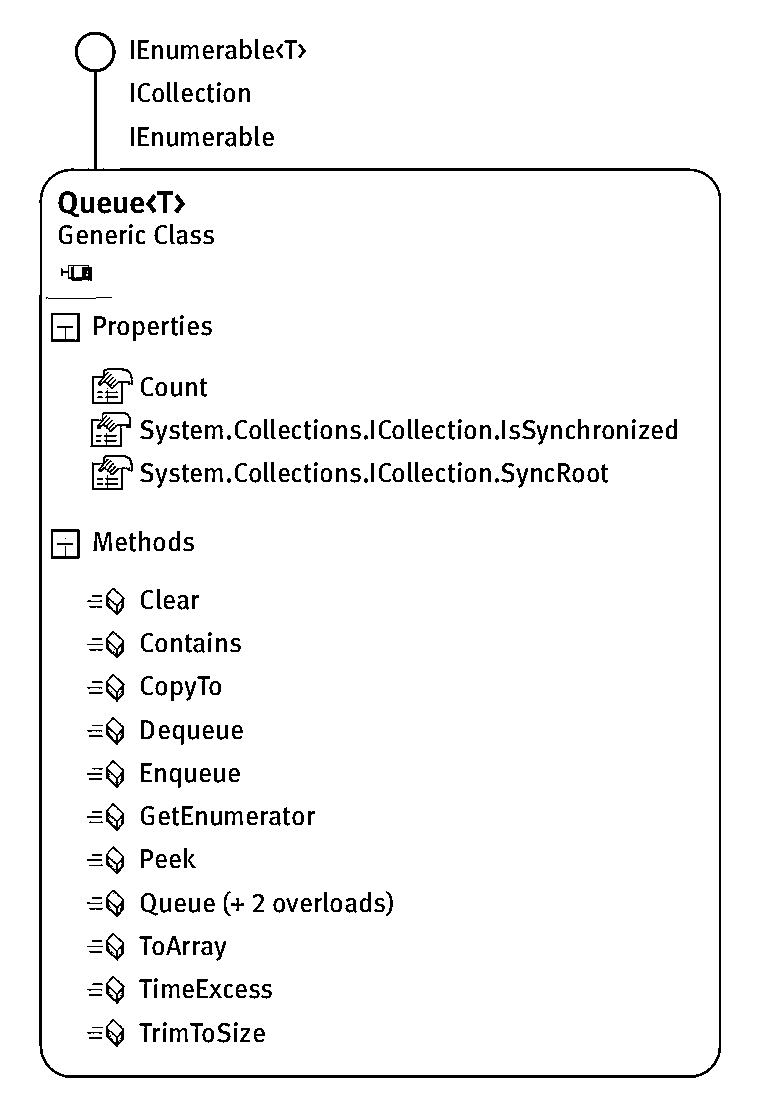 IEnumerable<T>
ICollection
IEnumerable
Queue<T>
Generic Class
Properties
Count
System.Collections.ICollection.IsSynchronized
System.Collections.ICollection.SyncRoot
Methods
Clear
Contains
CopyTo
Dequeue
Enqueue
GetEnumerator
Peek
Queue (+ 2 overloads)
ToArray
TimeExcess
TrimToSize